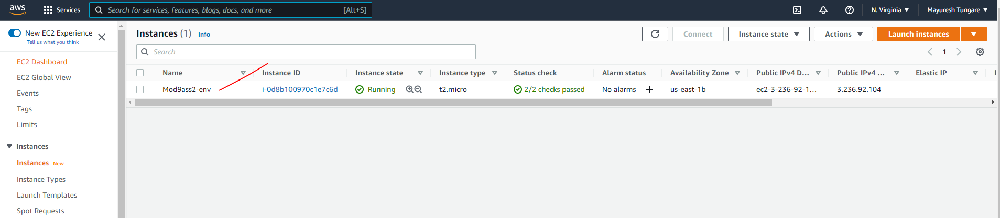 aws Services Search for services, features, blogs, docs, and more [Alt+S] N. Virginia Mayuresh Tungare
New EC2 Experience
Tell us what you think
EC2 Dashboard
EC2 Global View
Events
Tags
Limits
Instances
Instances New
Instance Types
Launch Templates
Spot Requests
Instances (1) Info Connect Instance state Actions Launch instances
Search 1
Name Instance ID Instance state Instance type Status check Alarm status Availability Zone Public IPv4 D... Public IPv4 ... Elastic IP
Mod9ass2-env i-0d8b100970c1e7c6d Running t2.micro 2/2 checks passed No alarms + us-east-1b ec2-3-236-92-1... 3.236.92.104 – –